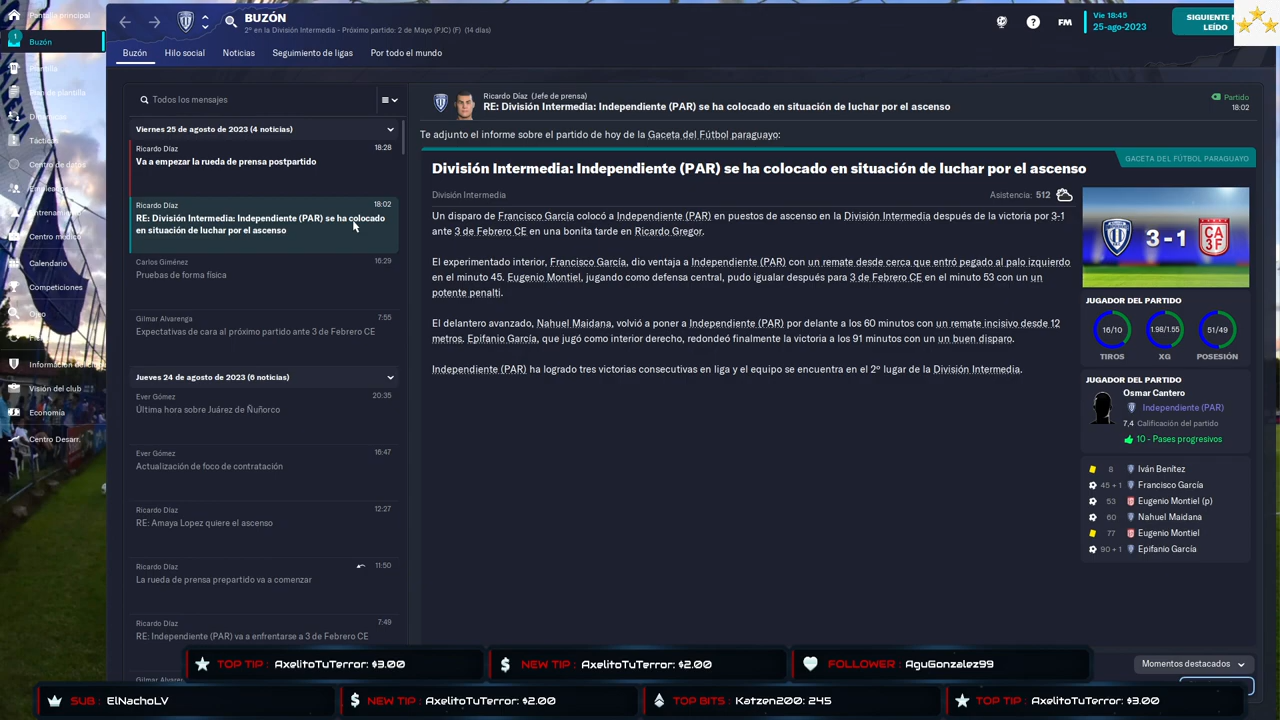 Pantalla principal
1
Buzón
Plantilla
Plan de plantilla
Dinámicas
Tácticas
Centro de datos
Empleados
Entrenamiento
Centro médico
Calendario
Competiciones
Ojeo
Información del club
Visión del club
Economía
Centro Desarr.
BUZÓN
2º en la División Intermedia - Próximo partido: 2 de Mayo (PJC) (F) (14 días)
FM
Vie 18:45
25-ago-2023
SIGUIENTE
LEÍDO
Buzón
Hilo social
Noticias
Seguimiento de ligas
Por todo el mundo
Todos los mensajes
Viernes 25 de agosto de 2023 (4 noticias)
Ricardo Díaz 18:28
Va a empezar la rueda de prensa postpartido
Ricardo Díaz 18:02
RE: División Intermedia: Independiente (PAR) se ha colocado
en situación de luchar por el ascenso
Carlos Giménez 16:29
Pruebas de forma física
Gilmar Alvarenga 7:55
Expectativas de cara al próximo partido ante 3 de Febrero CE
Jueves 24 de agosto de 2023 (6 noticias)
Ever Gómez 20:35
Última hora sobre Juárez de Ñuñorco
Ever Gómez 16:47
Actualización de foco de contratación
Ricardo Díaz 12:27
RE: Amaya Lopez quiere el ascenso
Ricardo Díaz 11:50
La rueda de prensa prepartido va a comenzar
Ricardo Díaz 7:49
RE: Independiente (PAR) va a enfrentarse a 3 de Febrero CE
Gilmar Alvarenga
Ricardo Díaz (Jefe de prensa)
RE: División Intermedia: Independiente (PAR) se ha colocado en situación de luchar por el ascenso
Partido
18:02
Te adjunto el informe sobre el partido de hoy de la Gaceta del Fútbol paraguayo:
GACETA DEL FÚTBOL PARAGUAYO
División Intermedia: Independiente (PAR) se ha colocado en situación de luchar por el ascenso
División Intermedia
Asistencia: 512
Un disparo de Francisco García colocó a Independiente (PAR) en puestos de ascenso en la División Intermedia después de la victoria por 3-1
ante 3 de Febrero CE en una bonita tarde en Ricardo Gregor.
El experimentado interior, Francisco García, dio ventaja a Independiente (PAR) con un remate desde cerca que entró pegado al palo izquierdo
en el minuto 45. Eugenio Montiel, jugando como defensa central, pudo igualar después para 3 de Febrero CE en el minuto 53 con un
potente penalti.
El delantero avanzado, Nahuel Maidana, volvió a poner a Independiente (PAR) por delante a los 60 minutos con un remate incisivo desde 12
metros. Epifanio García, que jugó como interior derecho, redondeó finalmente la victoria a los 91 minutos con un buen disparo.
Independiente (PAR) ha logrado tres victorias consecutivas en liga y el equipo se encuentra en el 2º lugar de la División Intermedia.
3 - 1
CA
3F
JUGADOR DEL PARTIDO
16/10
1.98/1.55
51/49
TIROS
XG
POSESIÓN
JUGADOR DEL PARTIDO
Osmar Cantero
Independiente (PAR)
7,4 Calificación del partido
10 - Pases progresivos
8 Iván Benítez
45 + 1 Francisco García
53 Eugenio Montiel (p)
60 Nahuel Maidana
77 Eugenio Montiel
90 + 1 Epifanio García
Momentos destacados
TOP TIP : AxelitoTuTerror: $3.00
NEW TIP : AxelitoTuTerror: $2.00
FOLLOWER : AguGonzalez99
SUB : ElNachoLV
NEW TIP : AxelitoTuTerror: $2.00
TOP BITS : Katzen200: 245
TOP TIP : AxelitoTuTerror: $3.00